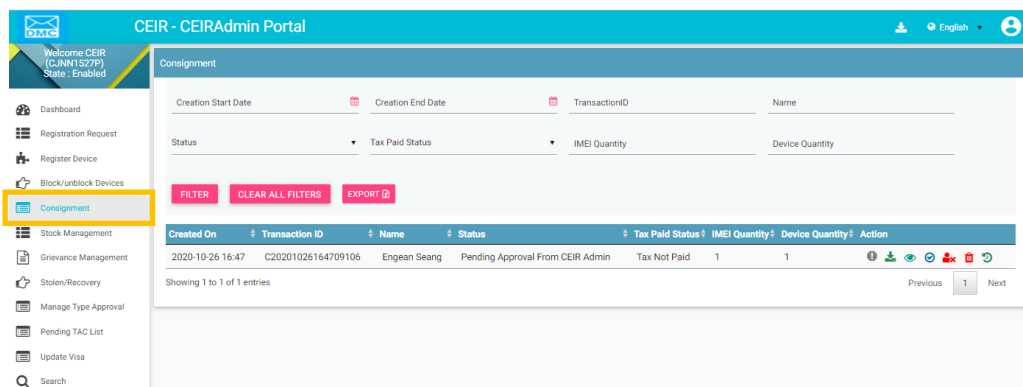 DMC
CEIR - CEIRAdmin Portal
English
Welcome CEIR
(CJNN1527P)
State : Enabled
Dashboard
Registration Request
Register Device
Block/unblock Devices
Consignment
Stock Management
Grievance Management
Stolen/Recovery
Manage Type Approval
Pending TAC List
Update Visa
Search
Consignment
Creation Start Date Creation End Date TransactionID Name
Status Tax Paid Status IMEI Quantity Device Quantity
FILTER CLEAR ALL FILTERS EXPORT
Created On Transaction ID Name Status Tax Paid Status IMEI Quantity Device Quantity Action
2020-10-26 16:47 C20201026164709106 Engean Seang Pending Approval From CEIR Admin Tax Not Paid 1 1
Showing 1 to 1 of 1 entries Previous 1 Next